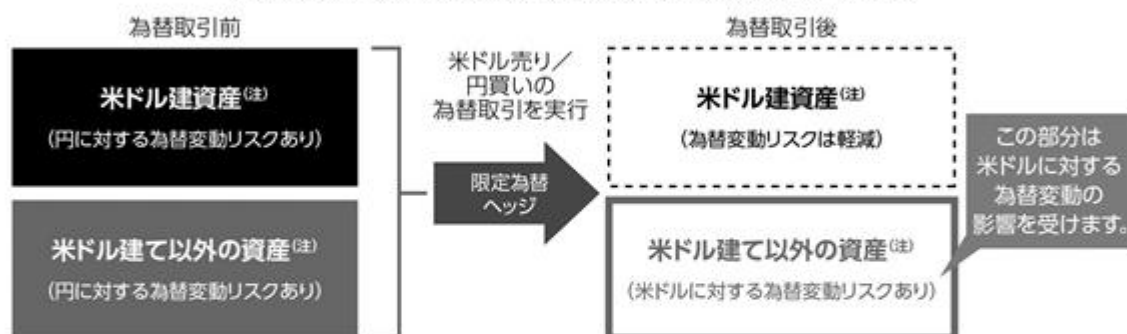 為替取引前
米ドル建資産(注)
(円に対する為替変動リスクあり)
米ドル建て以外の資産(注)
(円に対する為替変動リスクあり)
米ドル売り／
円買いの
為替取引を実行
限定為替
ヘッジ
為替取引後
米ドル建資産(注)
(為替変動リスクは軽減)
米ドル建て以外の資産(注)
(米ドルに対する為替変動リスクあり)
この部分は
米ドルに対する
為替変動の
影響を受けます。